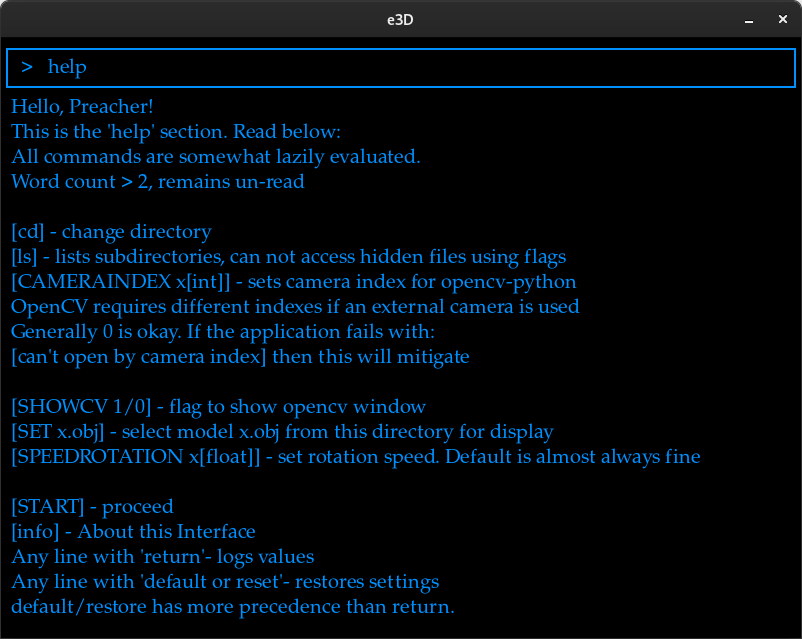 e3D
> help
Hello, Preacher!
This is the 'help' section. Read below:
All commands are somewhat lazily evaluated.
Word count > 2, remains un-read
[cd] - change directory
[ls] - lists subdirectories, can not access hidden files using flags
[CAMERAINDEX x[int]] - sets camera index for opencv-python
OpenCV requires different indexes if an external camera is used
Generally 0 is okay. If the application fails with:
[can't open by camera index] then this will mitigate
[SHOWCV 1/0] - flag to show opencv window
[SET x.obj] - select model x.obj from this directory for display
[SPEEDROTATION x[float]] - set rotation speed. Default is almost always fine
[START] - proceed
[info] - About this Interface
Any line with 'return'- logs values
Any line with 'default or reset'- restores settings
default/restore has more precedence than return.